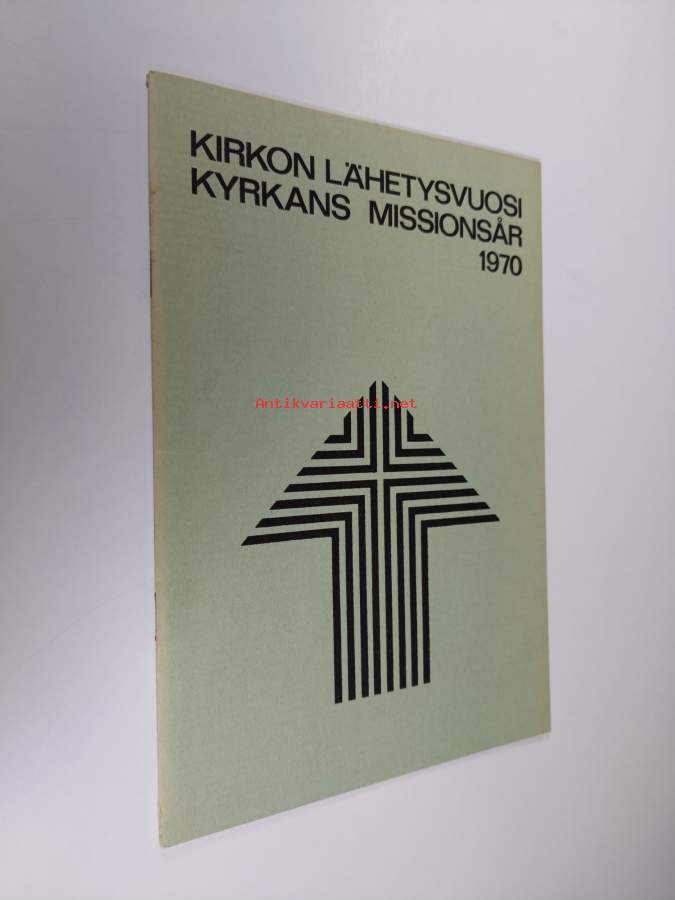 KIRKON LÄHETYSVUOSI
KYRKANS MISSIONSÅR
1970
Antikvariaatti.net